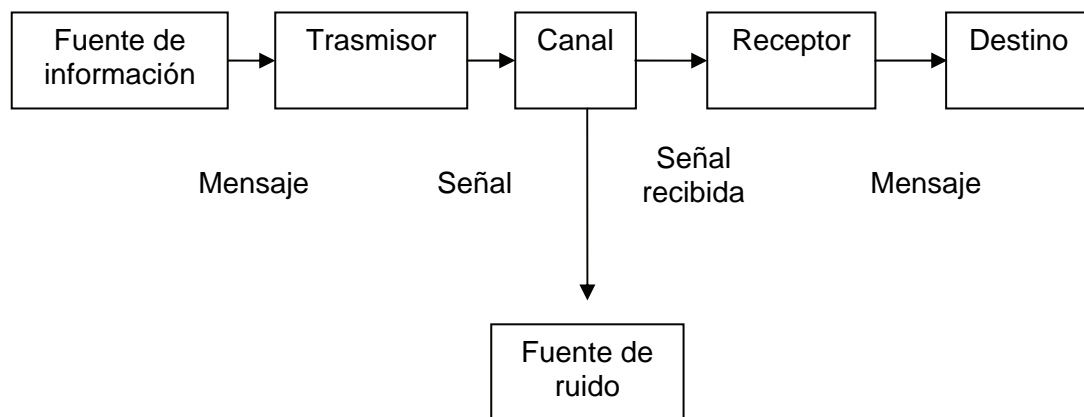 Fuente de
información
Trasmisor
Canal
Receptor
Destino
Mensaje
Señal
Señal
recibida
Mensaje
Fuente de
ruido